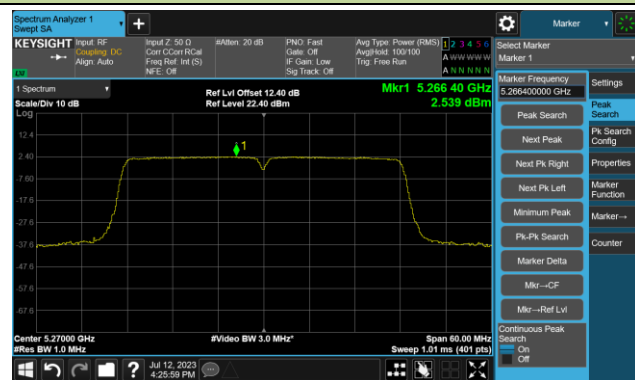 Spectrum Analyzer 1
Swept SA
Marker
KEYSIGHT
Input: RF
Coupling: DC
Align: Auto
Input Z: 50 Ω
Corr CCorr RCal
Freq Ref: Int (S)
NFE: Off
#Atten: 20 dB
PNO: Fast
Gate: Off
IF Gain: Low
Sig Track: Off
Avg Type: Power (RMS)
Avg|Hold: 100/100
Trig: Free Run
1 2 3 4 5 6
A W W W W W
A N N N N N
LXI
Select Marker
Marker 1
Marker Frequency
5.266400000 GHz
Peak Search
Next Peak
Next Pk Right
Next Pk Left
Minimum Peak
Pk-Pk Search
Marker Delta
Mkr→CF
Mkr→Ref Lvl
Continuous Peak
Search
On
Off
Settings
Peak
Search
Pk Search
Config
Properties
Marker
Function
Marker→
Counter
1 Spectrum
Scale/Div 10 dB
Log
Ref Lvl Offset 12.40 dB
Ref Level 22.40 dBm
Mkr1 5.266 40 GHz
2.539 dBm
12.4
2.40
-7.60
-17.6
-27.6
-37.6
-47.6
-57.6
-67.6
1
Center 5.27000 GHz
#Res BW 1.0 MHz
#Video BW 3.0 MHz*
Span 60.00 MHz
Sweep 1.01 ms (401 pts)
Jul 12, 2023
4:25:59 PM